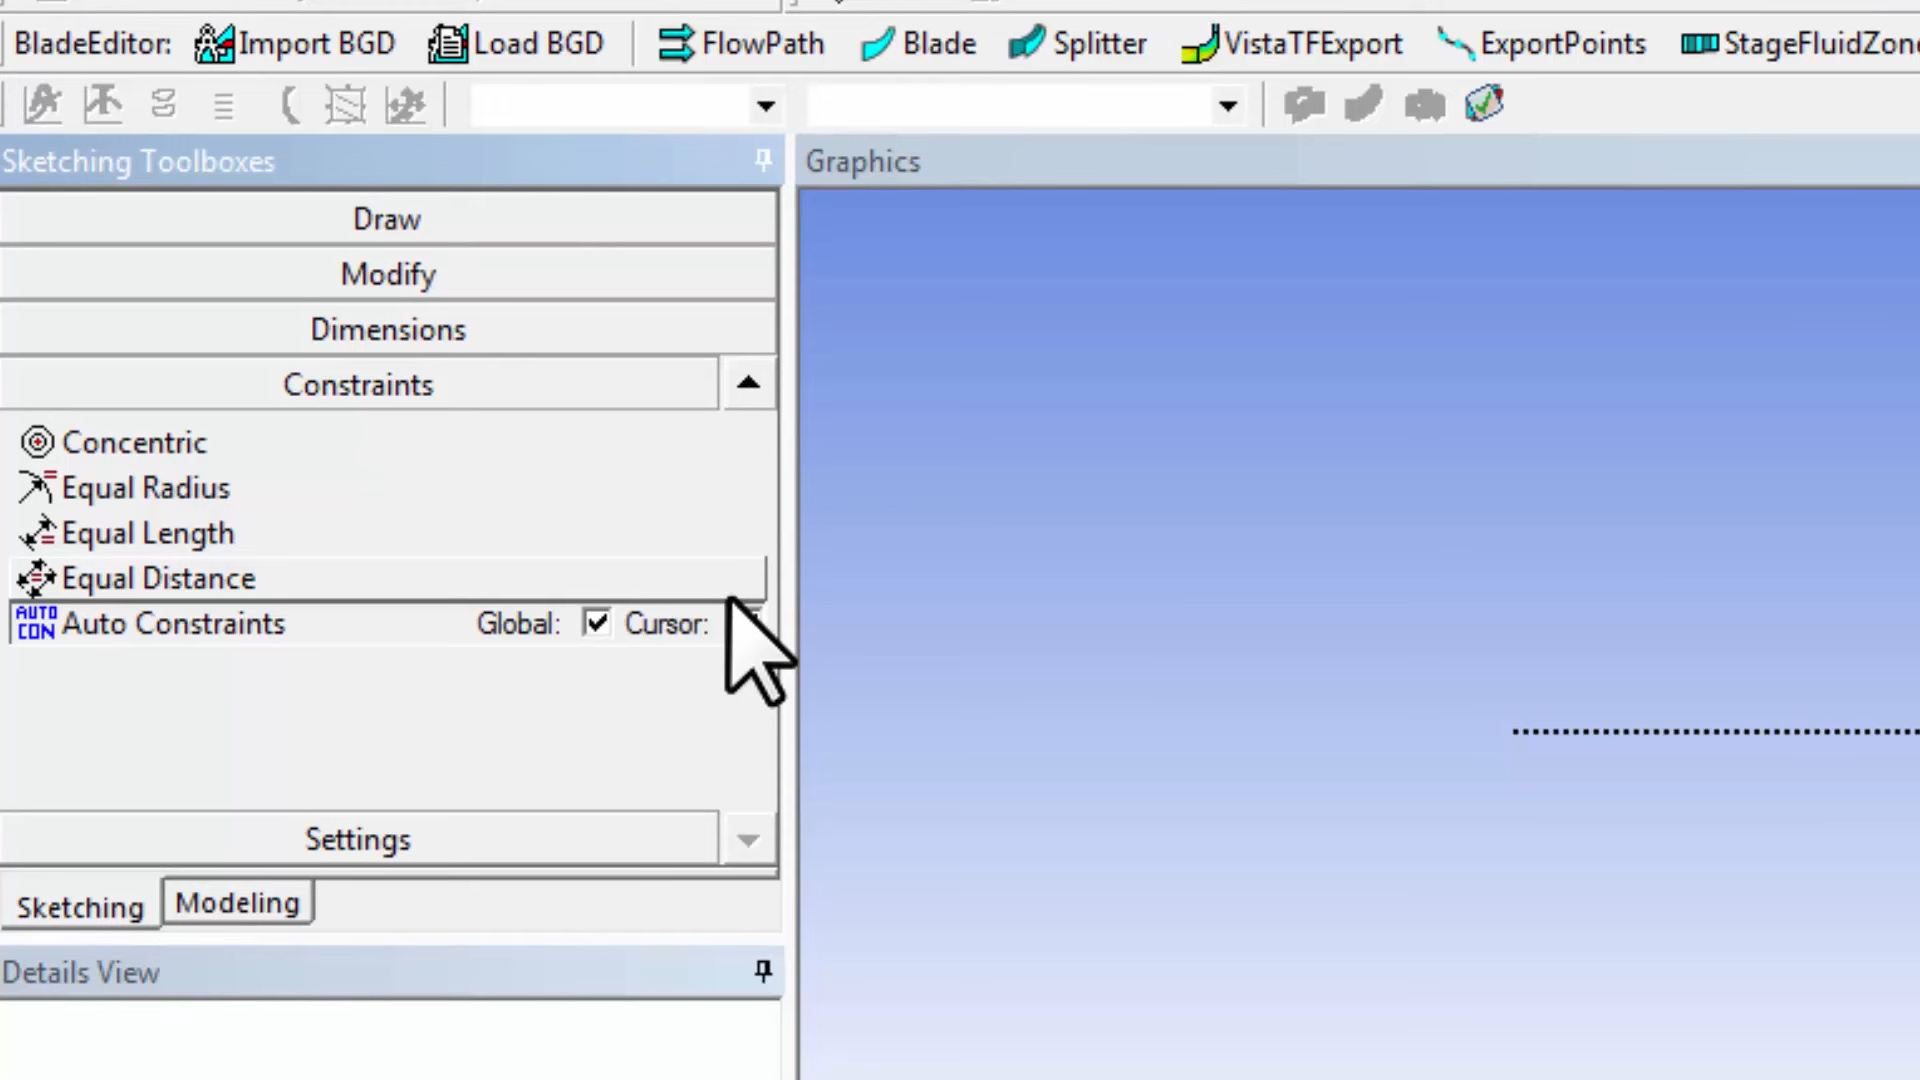 BladeEditor: Import BGD Load BGD FlowPath Blade Splitter VistaTFExport ExportPoints StageFluidZon
Sketching Toolboxes
Graphics
Draw
Modify
Dimensions
Constraints
Concentric
Equal Radius
Equal Length
Equal Distance
AUTO CON Auto Constraints Global: Cursor:
Settings
Sketching Modeling
Details View